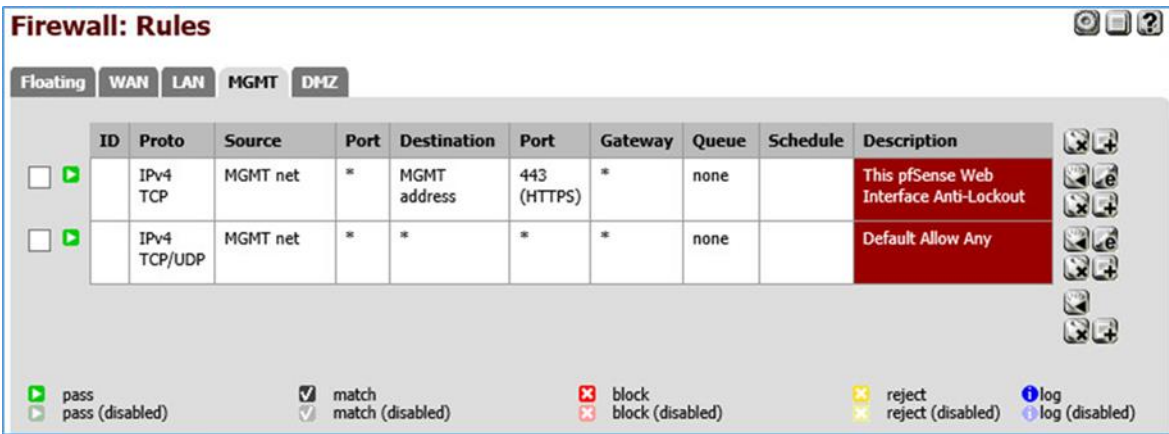 Firewall: Rules
Floating WAN LAN MGMT DMZ
ID Proto Source Port Destination Port Gateway Queue Schedule Description
IPv4 MGMT net * MGMT 443 * none This pfSense Web
TCP address (HTTPS) Interface Anti-Lockout
IPv4 MGMT net * * * * none Default Allow Any
TCP/UDP
pass match block reject log
pass (disabled) match (disabled) block (disabled) reject (disabled) log (disabled)